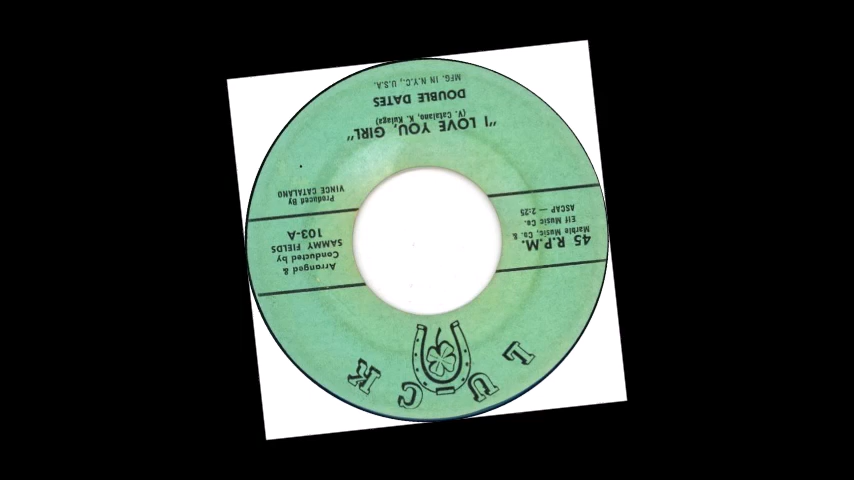 LUCK
45 R.P.M.
Marble Music, Co. &
Elf Music Co.
ASCAP — 2:25
Arranged &
Conducted by
SAMMY FIELDS
103-A
Produced By
VINCE CATALANO
"I LOVE YOU, GIRL"
(V. Catalano, K. Kulaga)
DOUBLE DATES
MFG. IN N.Y.C., U.S.A.